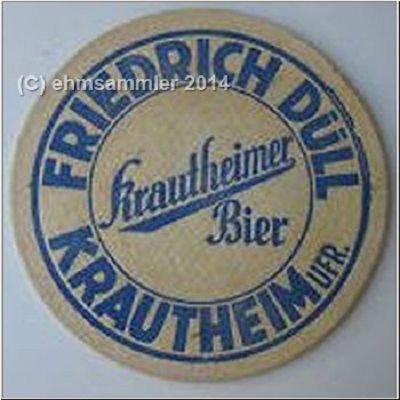 (C) ehmsammler 2014
FRIEDRICH DÜLL
Krautheimer
Bier
KRAUTHEIM UFR.